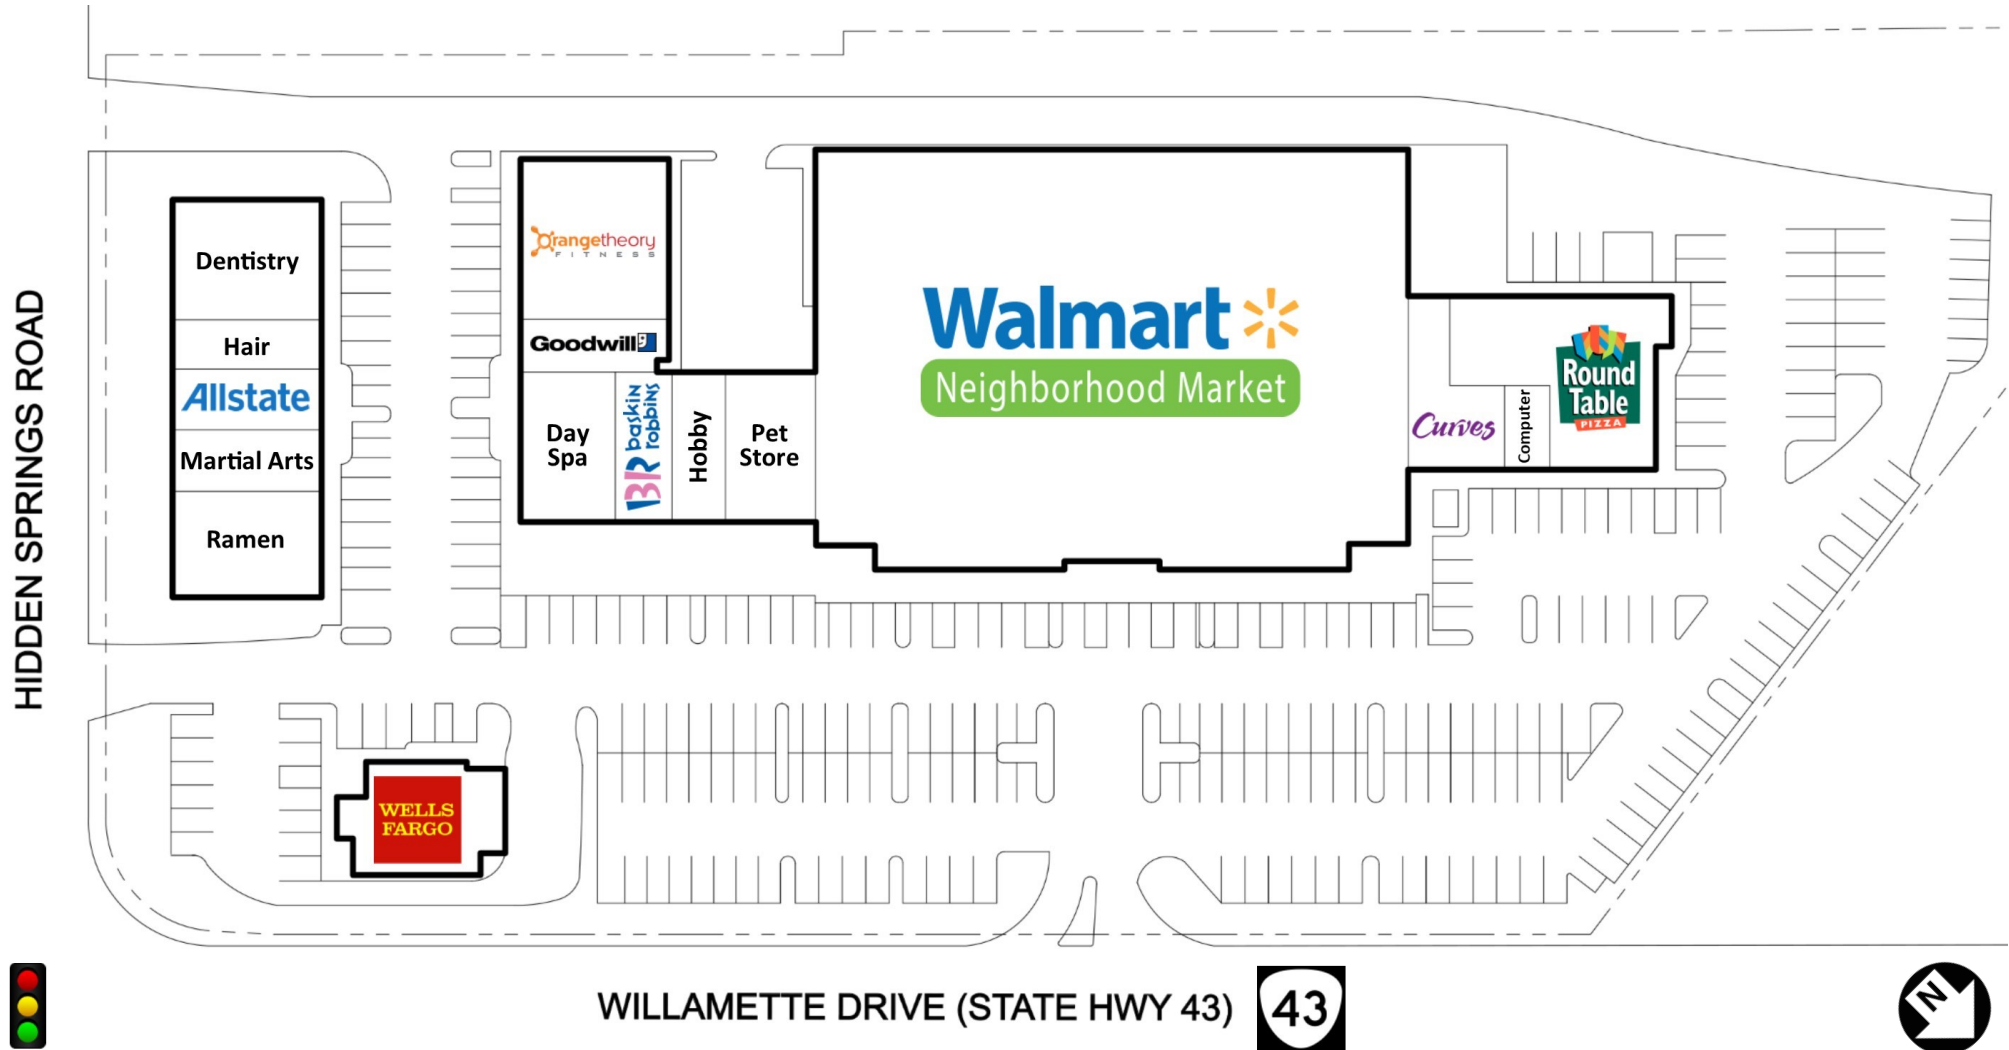 HIDDEN SPRINGS ROAD
Dentistry
Hair
Allstate
Martial Arts
Ramen
orangetheory
FITNESS
Goodwill
Day
Spa
BR baskin
robbins
Hobby
Pet
Store
Walmart
Neighborhood Market
Curves
Computer
Round
Table
PIZZA
WELLS
FARGO
WILLAMETTE DRIVE (STATE HWY 43)
43
N